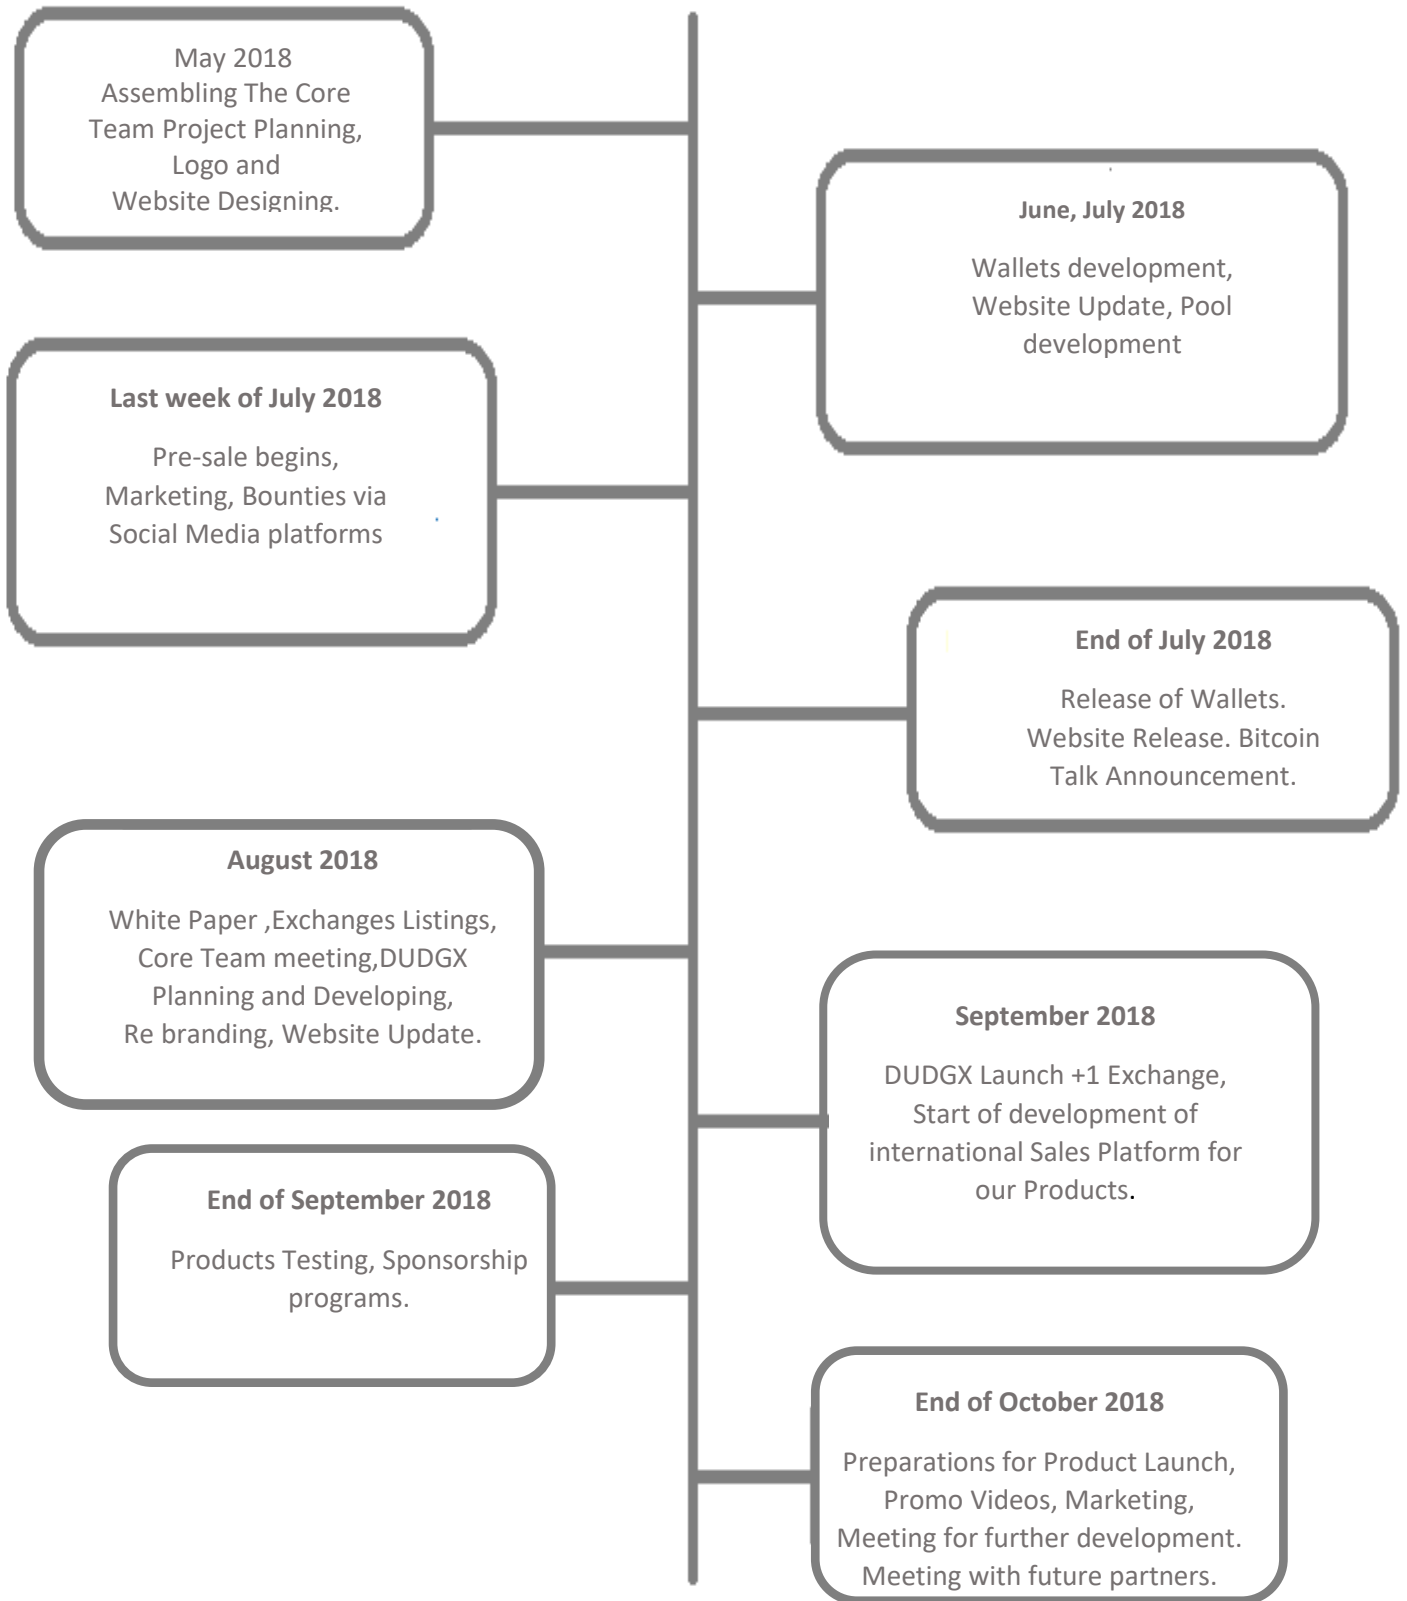 May 2018
Assembling The Core
Team Project Planning,
Logo and
Website Designing.
June, July 2018
Wallets development,
Website Update, Pool
development
Last week of July 2018
Pre-sale begins,
Marketing, Bounties via
Social Media platforms
End of July 2018
Release of Wallets.
Website Release. Bitcoin
Talk Announcement.
August 2018
White Paper ,Exchanges Listings,
Core Team meeting,DUDGX
Planning and Developing,
Re branding, Website Update.
September 2018
DUDGX Launch +1 Exchange,
Start of development of
international Sales Platform for
our Products.
End of September 2018
Products Testing, Sponsorship
programs.
End of October 2018
Preparations for Product Launch,
Promo Videos, Marketing,
Meeting for further development.
Meeting with future partners.